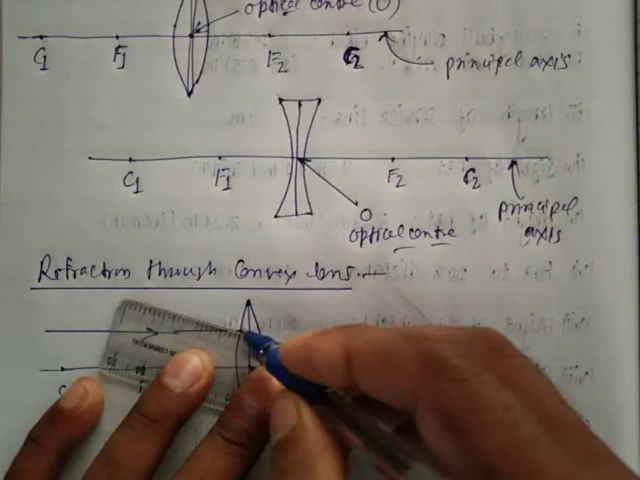 optical centre (O)
C1 F1 F2 C2 principal axis
C1 F1 F2 C2
O
optical centre
principal
axis
Refraction through Convex lens :-